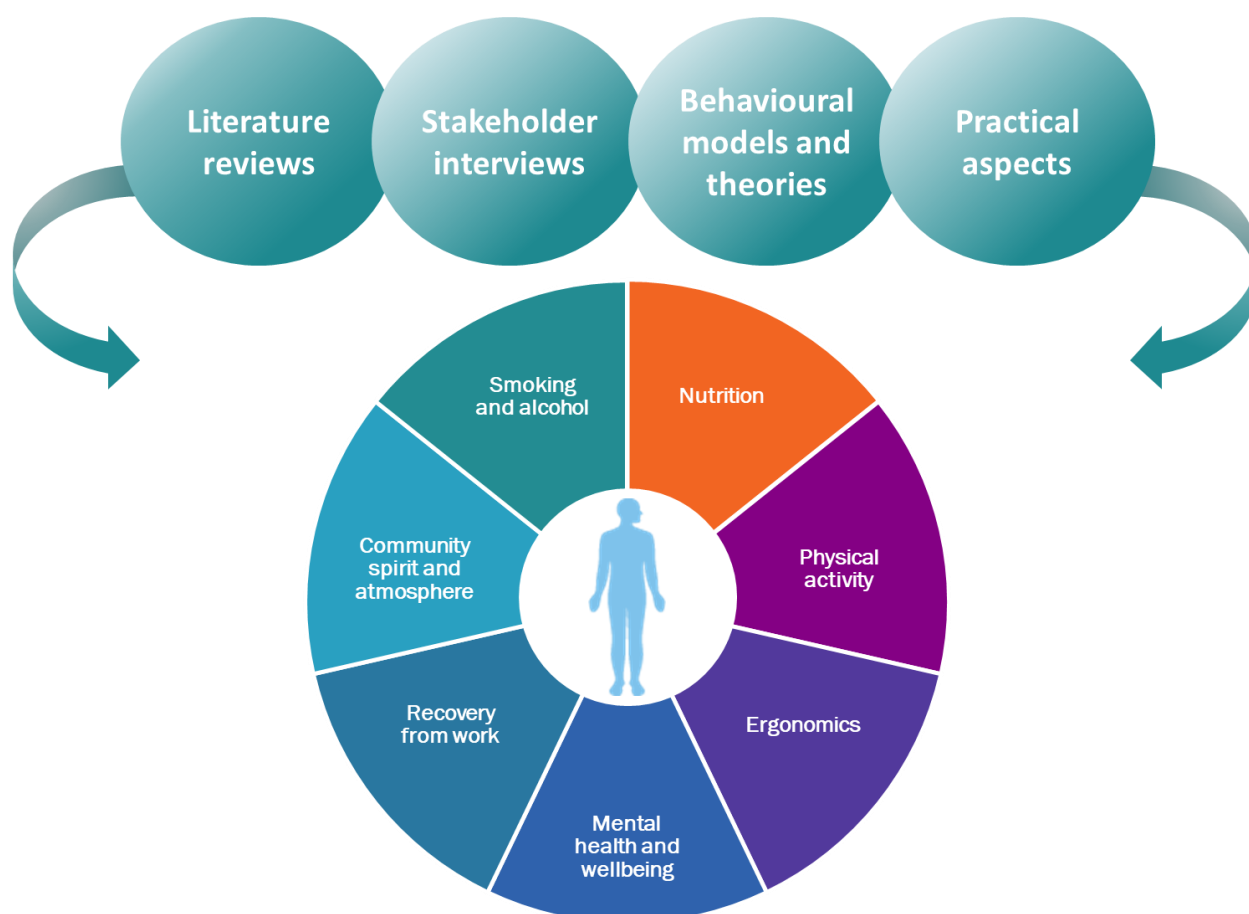 Literature
reviews
Stakeholder
interviews
Behavioural
models and
theories
Practical
aspects
Smoking
and alcohol
Nutrition
Community
spirit and
atmosphere
Physical
activity
Recovery
from work
Ergonomics
Mental
health and
wellbeing